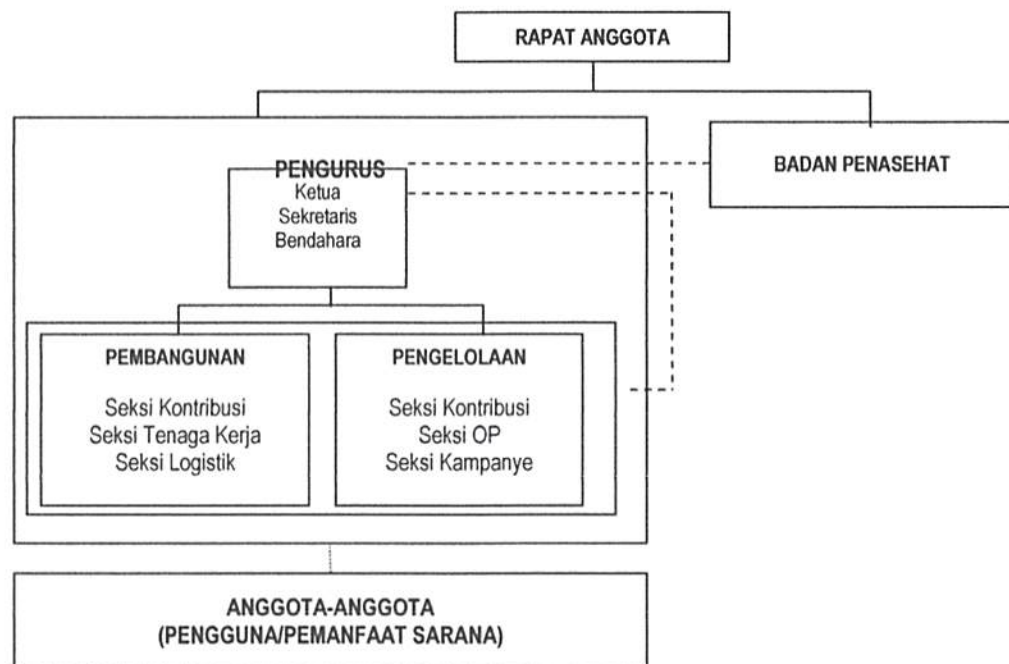 RAPAT ANGGOTA
BADAN PENASEHAT
PENGURUS
Ketua
Sekretaris
Bendahara
PEMBANGUNAN
Seksi Kontribusi
Seksi Tenaga Kerja
Seksi Logistik
PENGELOLAAN
Seksi Kontribusi
Seksi OP
Seksi Kampanye
ANGGOTA-ANGGOTA
(PENGGUNA/PEMANFAAT SARANA)